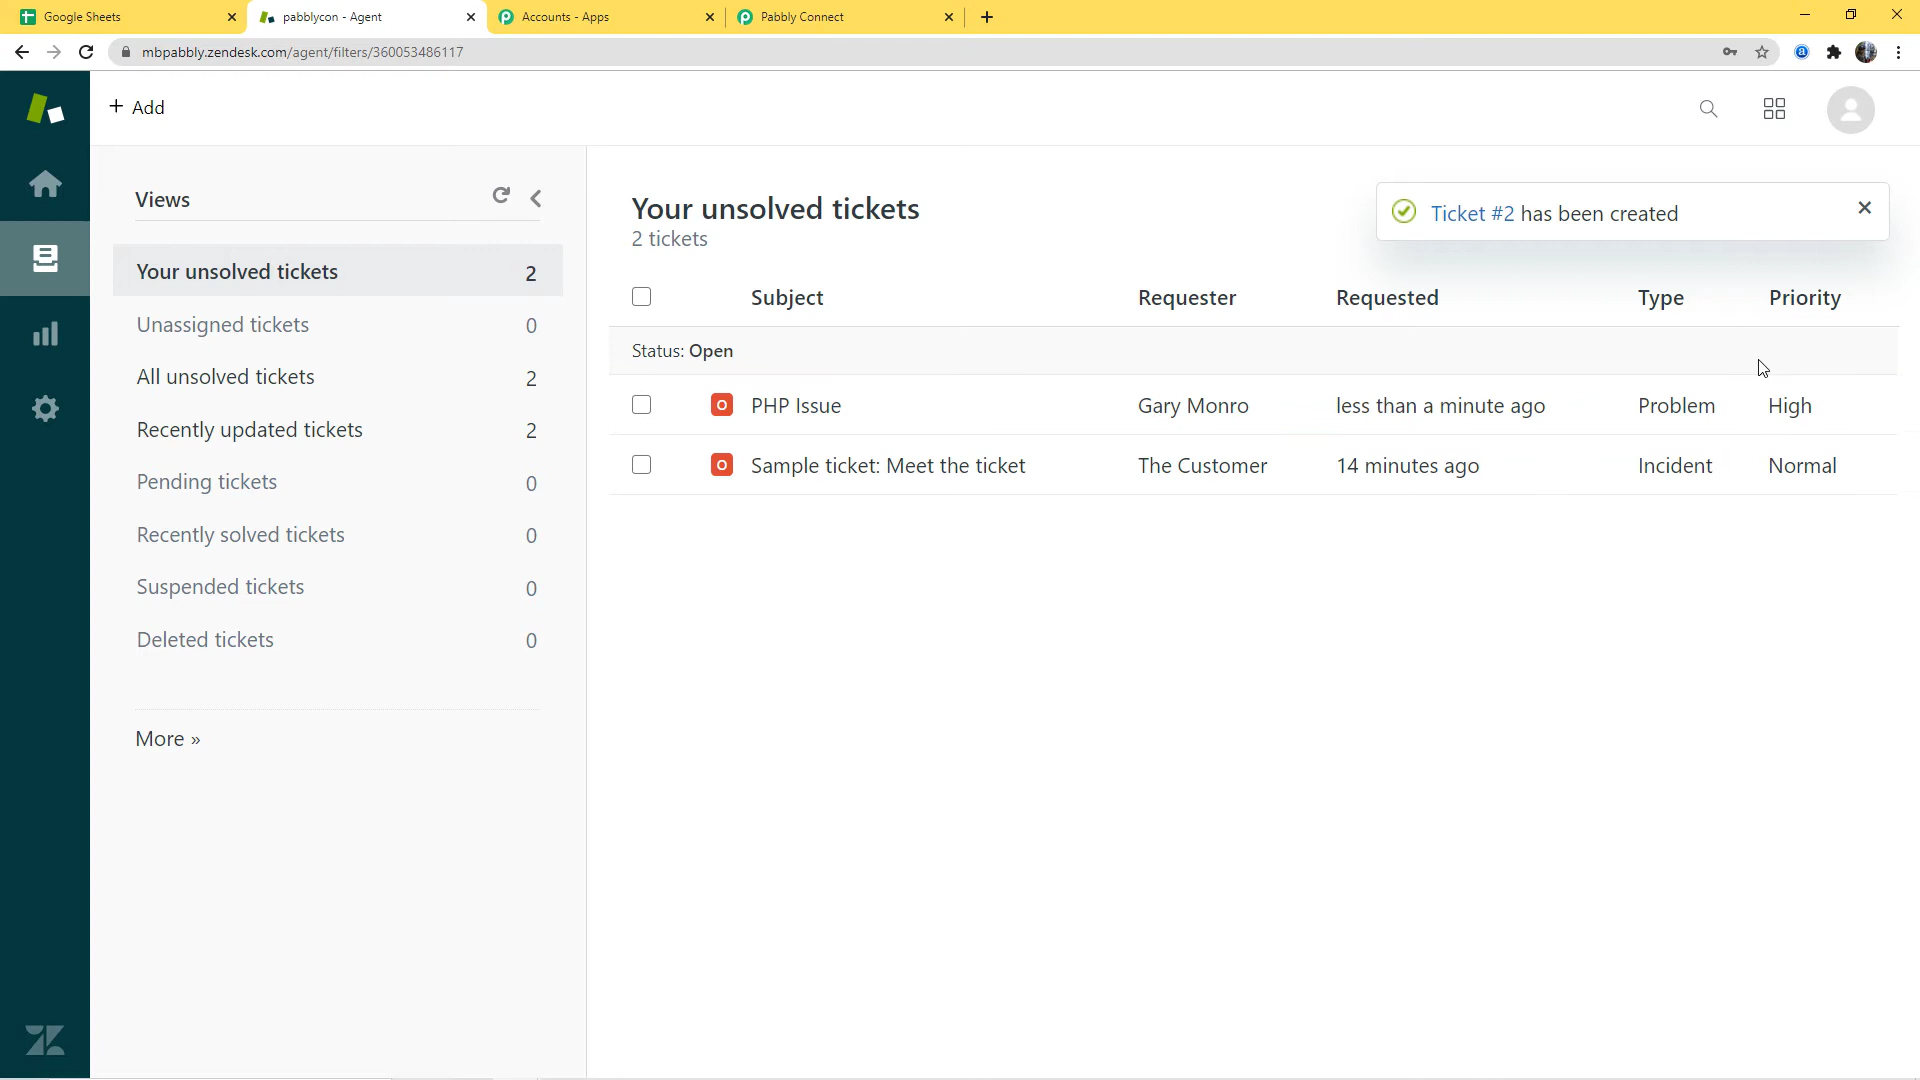 Google Sheets
pabblycon - Agent
Accounts - Apps
Pabbly Connect
mbpabbly.zendesk.com/agent/filters/360053486117
+ Add
Views
Your unsolved tickets 2
Unassigned tickets 0
All unsolved tickets 2
Recently updated tickets 2
Pending tickets 0
Recently solved tickets 0
Suspended tickets 0
Deleted tickets 0
More »
Your unsolved tickets
2 tickets
Ticket #2 has been created
Subject Requester Requested Type Priority
Status: Open
O PHP Issue Gary Monro less than a minute ago Problem High
O Sample ticket: Meet the ticket The Customer 14 minutes ago Incident Normal